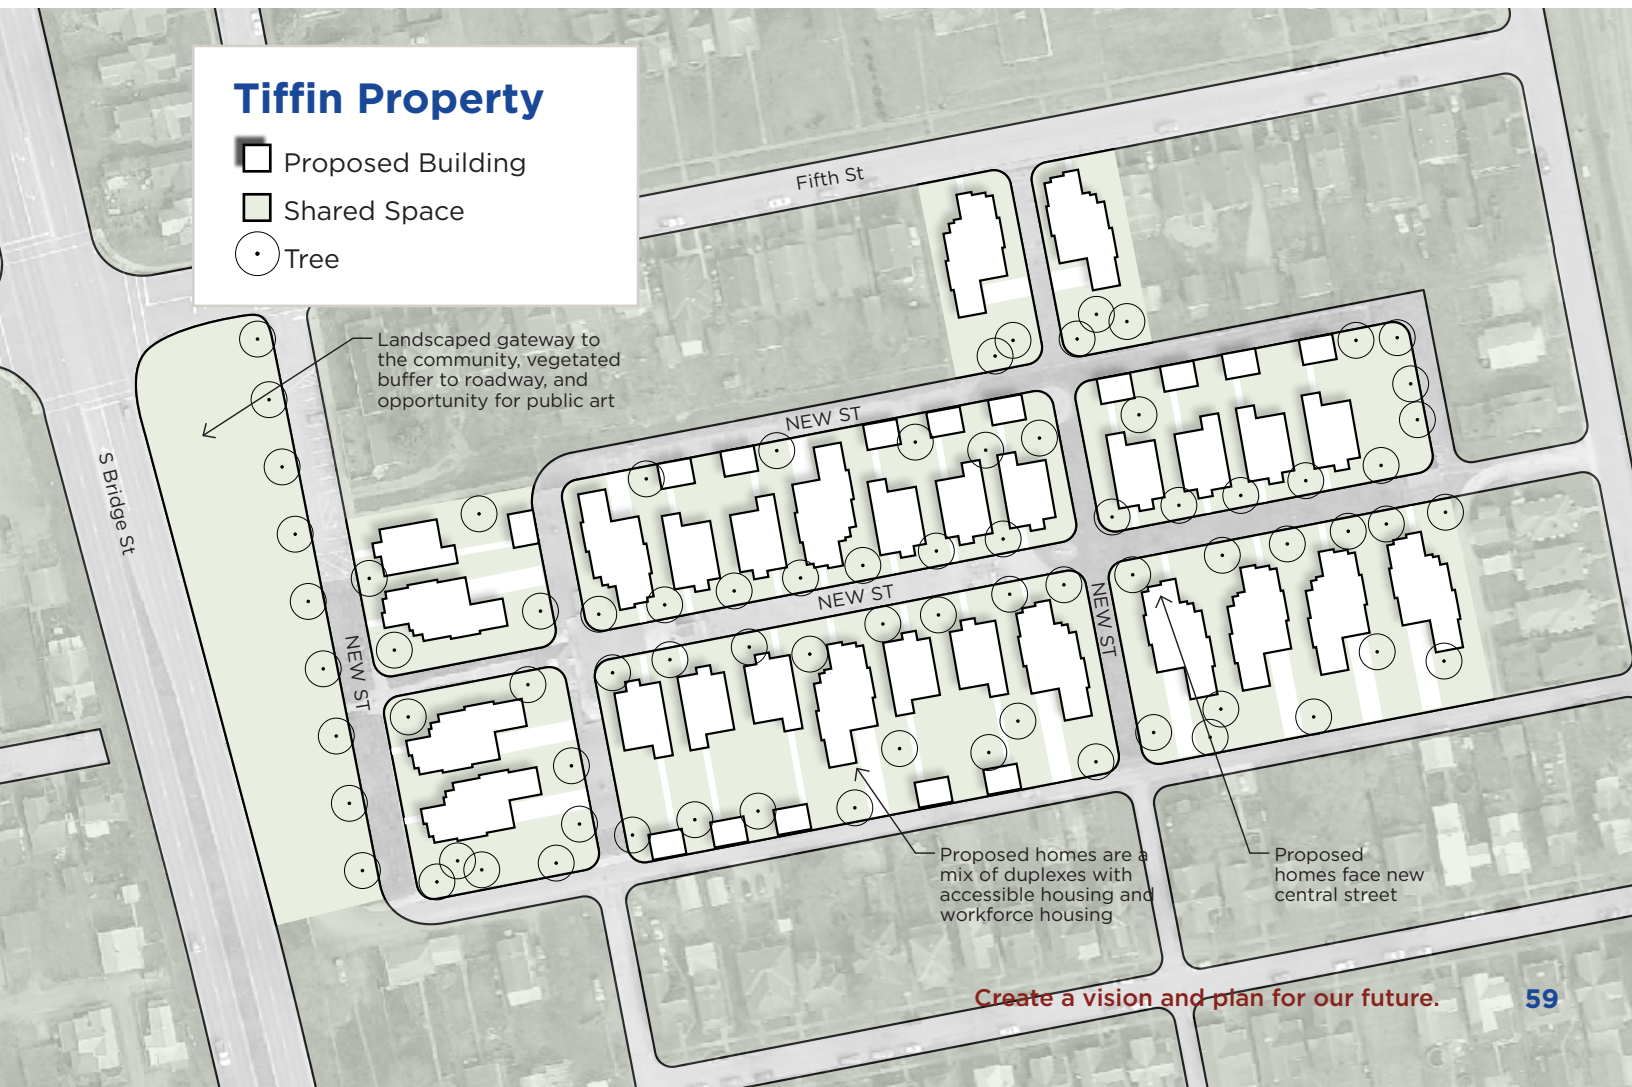 Tiffin Property
Proposed Building
Shared Space
Tree
Fifth St
Landscaped gateway to
the community, vegetated
buffer to roadway, and
opportunity for public art
NEW ST
S Bridge St
NEW ST
NEW ST
NEW ST
Proposed homes are a
mix of duplexes with
accessible housing and
workforce housing
Proposed
homes face new
central street
Create a vision and plan for our future.
59